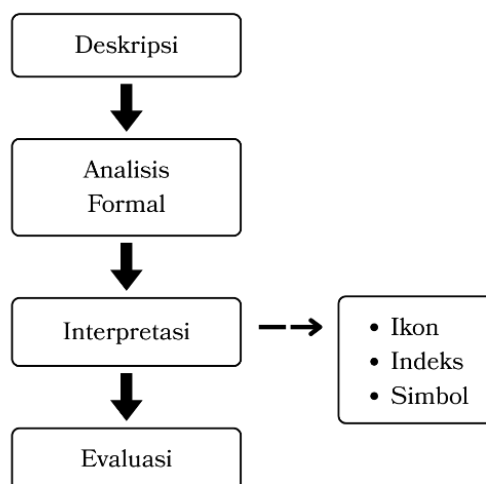 Deskripsi
Analisis
Formal
Interpretasi
• Ikon
• Indeks
• Simbol
Evaluasi